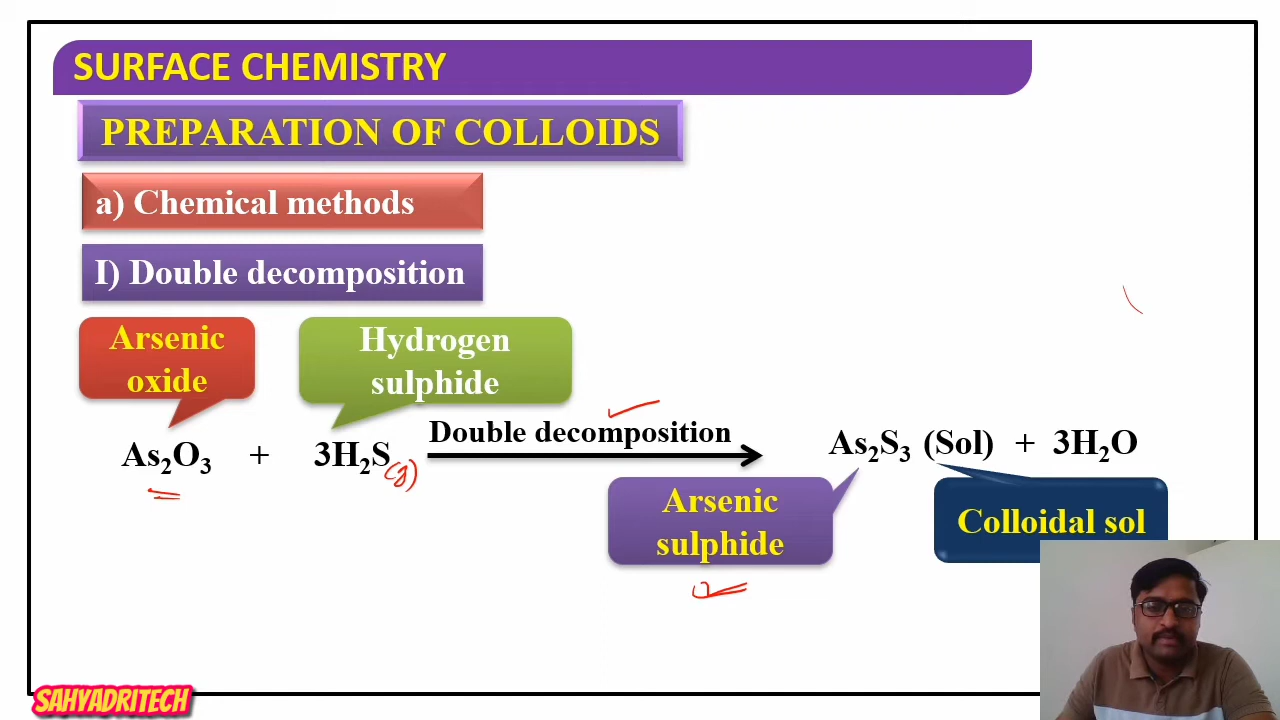 SURFACE CHEMISTRY
PREPARATION OF COLLOIDS
a) Chemical methods
I) Double decomposition
Arsenic
oxide
Hydrogen
sulphide
As₂O₃ + 3H₂S(g) Double decomposition As₂S₃ (Sol) + 3H₂O
Arsenic
sulphide
Colloidal sol
SAHYADRITECH